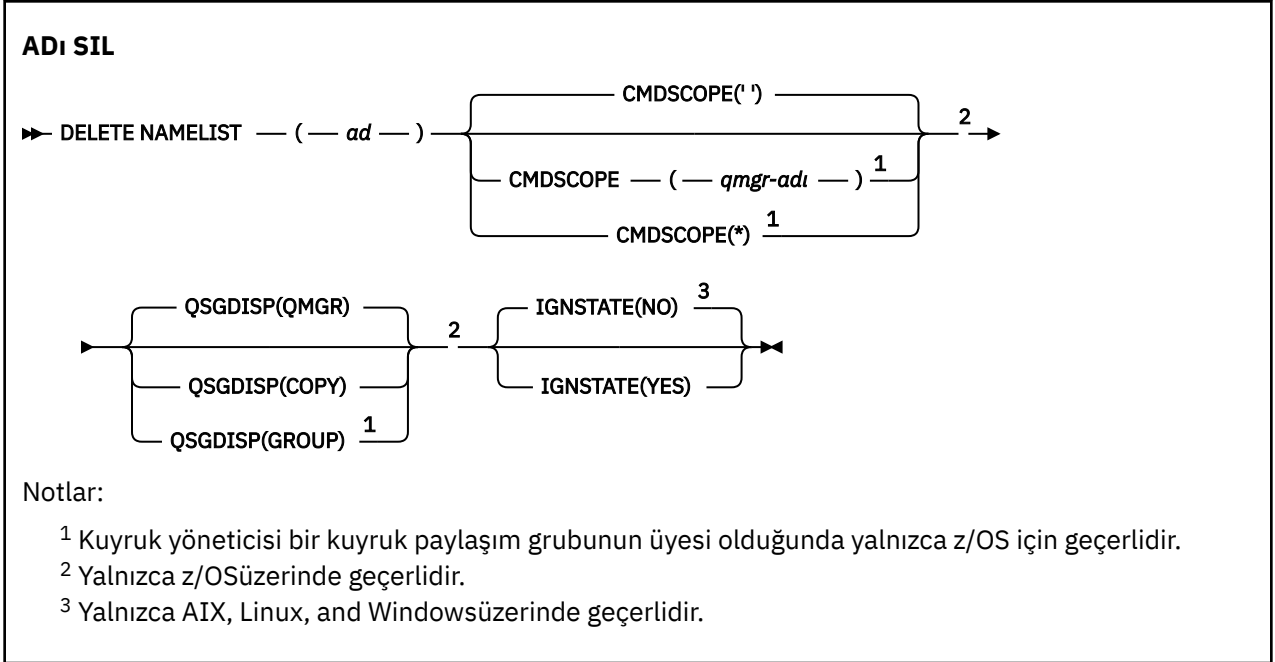 ADı SIL
CMDSCOPE(' ')
DELETE NAMELIST ( ad ) 2
CMDSCOPE ( qmgr-adı ) 1
CMDSCOPE(*) 1
QSGDISP(QMGR) 2 IGNSTATE(NO) 3
QSGDISP(COPY) IGNSTATE(YES)
QSGDISP(GROUP) 1
Notlar:
1 Kuyruk yöneticisi bir kuyruk paylaşım grubunun üyesi olduğunda yalnızca z/OS için geçerlidir.
2 Yalnızca z/OSüzerinde geçerlidir.
3 Yalnızca AIX, Linux, and Windowsüzerinde geçerlidir.